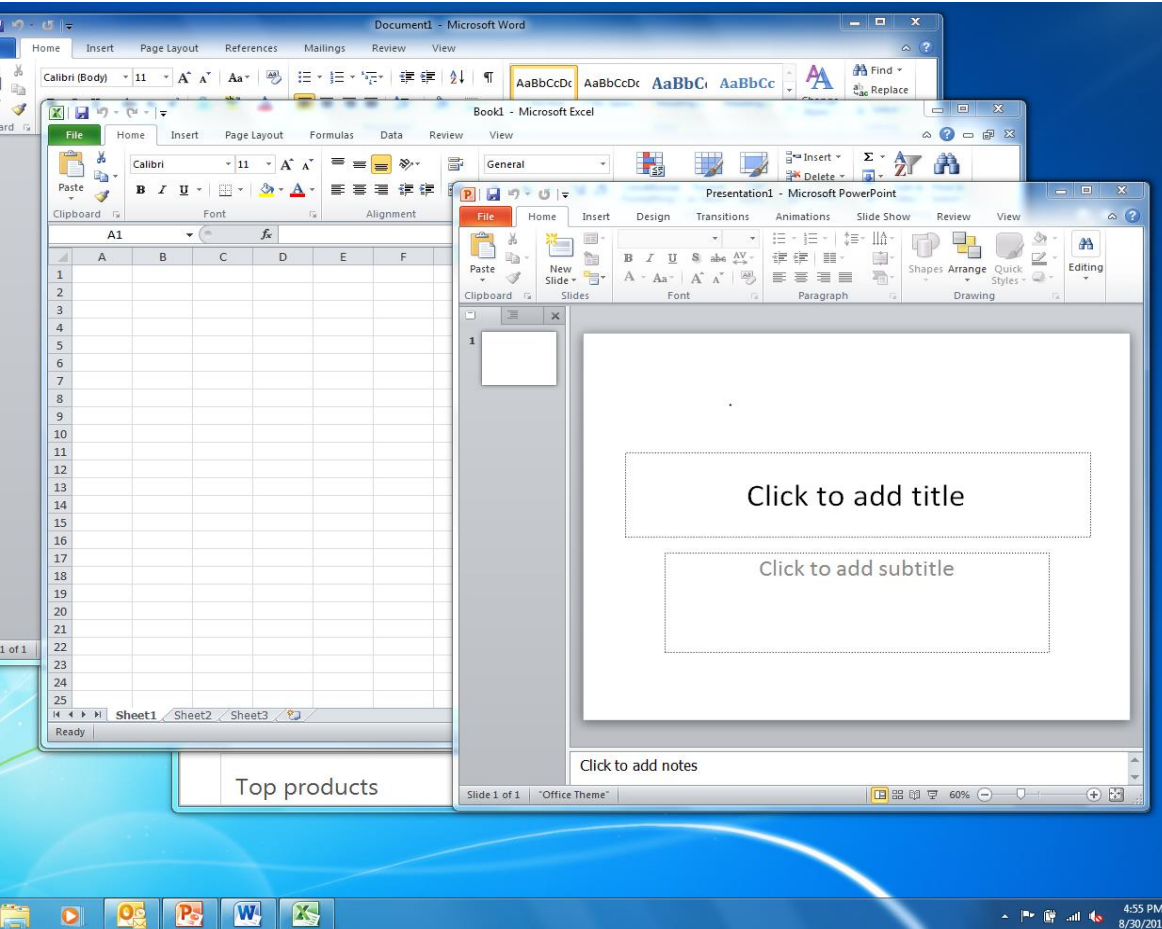 Document1 - Microsoft Word
Home Insert Page Layout References Mailings Review View
Calibri (Body) 11 A A Aa
AaBbCcDc AaBbCcDc AaBbC AaBbCc
Find
Replace
Book1 - Microsoft Excel
File Home Insert Page Layout Formulas Data Review View
Calibri 11 A A General Insert Σ
Paste B I U A Delete
Clipboard Font Alignment
A1 fx
A B C D E F
1
2
3
4
5
6
7
8
9
10
11
12
13
14
15
16
17
18
19
20
21
22
23
24
25
Sheet1 Sheet2 Sheet3
Ready
1 of 1
Presentation1 - Microsoft PowerPoint
File Home Insert Design Transitions Animations Slide Show Review View
Paste New Slide B I U S abc AV Shapes Arrange Quick Styles Editing
A Aa A A
Clipboard Slides Font Paragraph Drawing
1
Click to add title
Click to add subtitle
Click to add notes
Slide 1 of 1 "Office Theme" 60%
Top products
4:55 PM